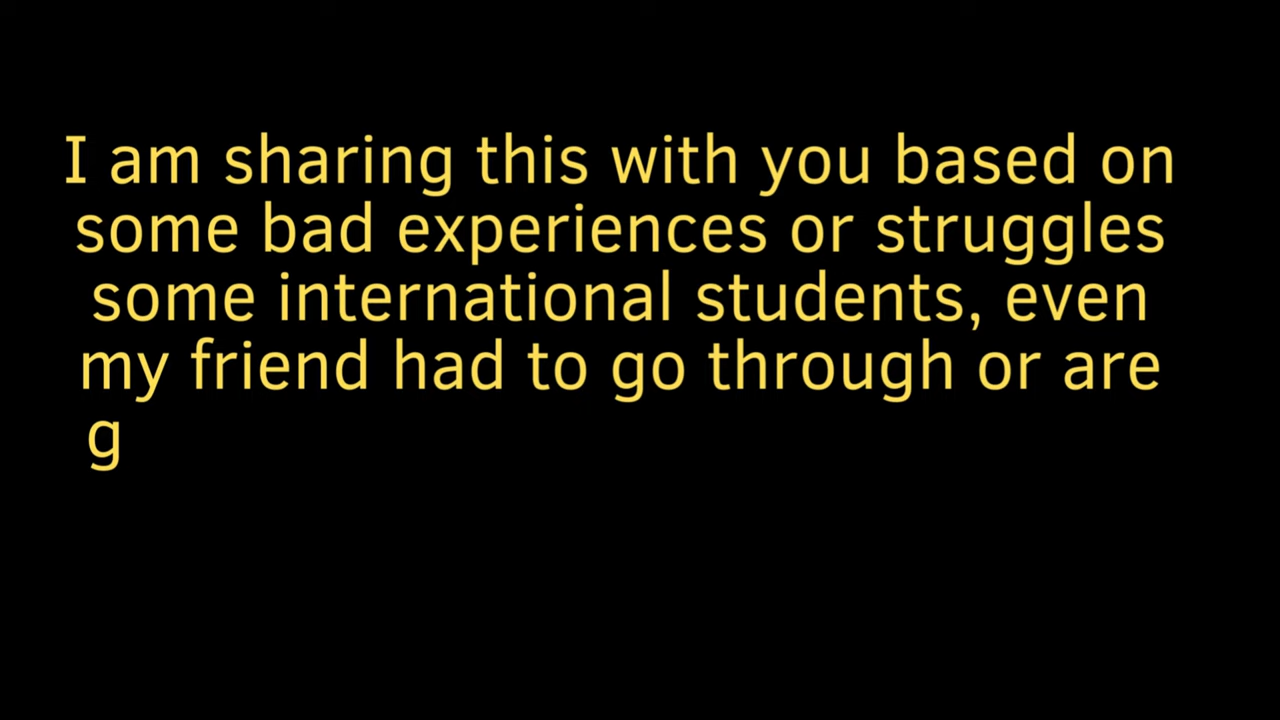 I am sharing this with you based on
some bad experiences or struggles
some international students, even
my friend had to go through or are
g